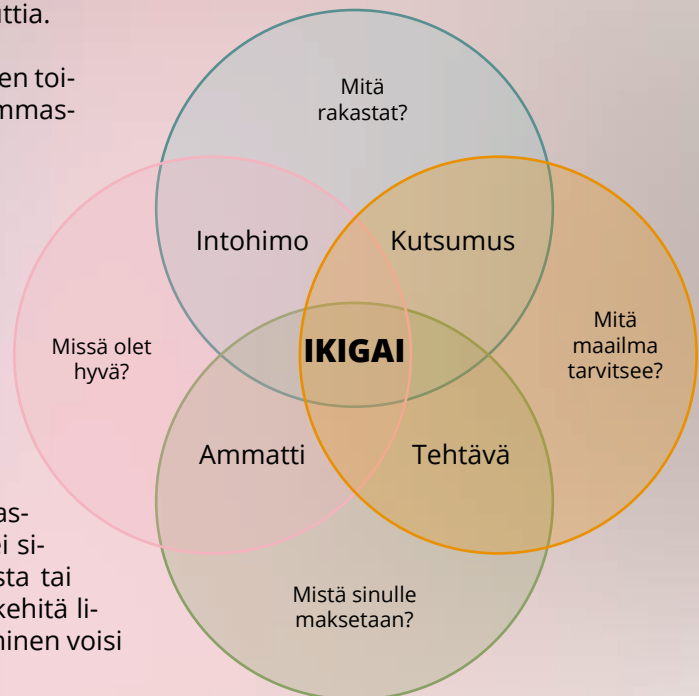 uttia.
en toi-
mmas-
Mitä
rakastat?
Intohimo
Kutsumus
Missä olet
hyvä?
IKIGAI
Mitä
maailma
tarvitsee?
Ammatti
Tehtävä
Mistä sinulle
maksetaan?
as-
ei si-
sta tai
kehitä li-
minen voisi